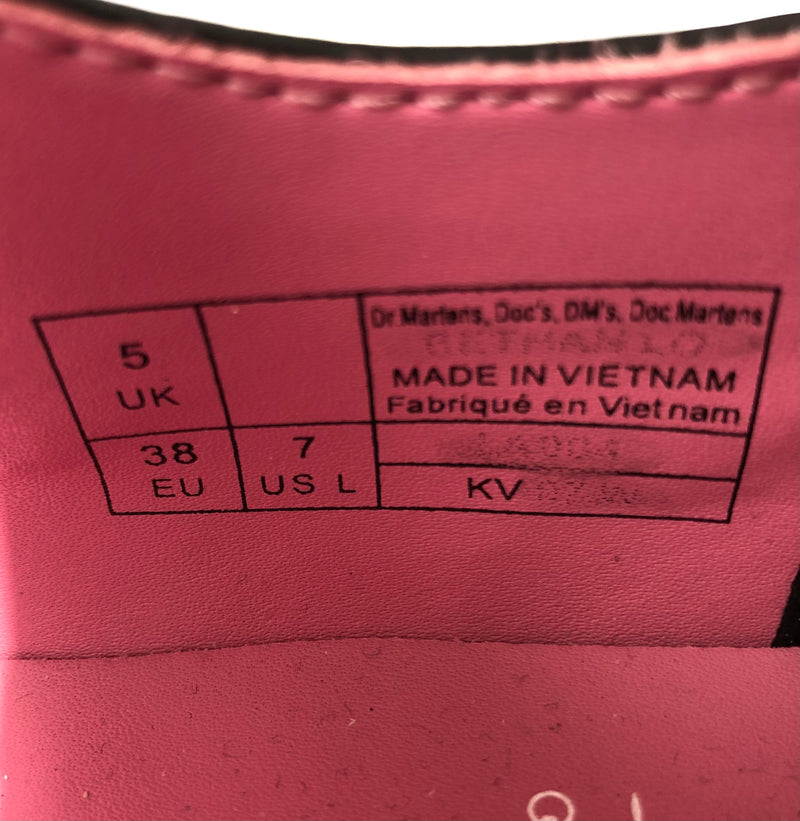 5
UK
38
EU
7
US L
Dr.Martens, Doc's, DM's, Doc Martens
MADE IN VIETNAM
Fabriqué en Vietnam
KV